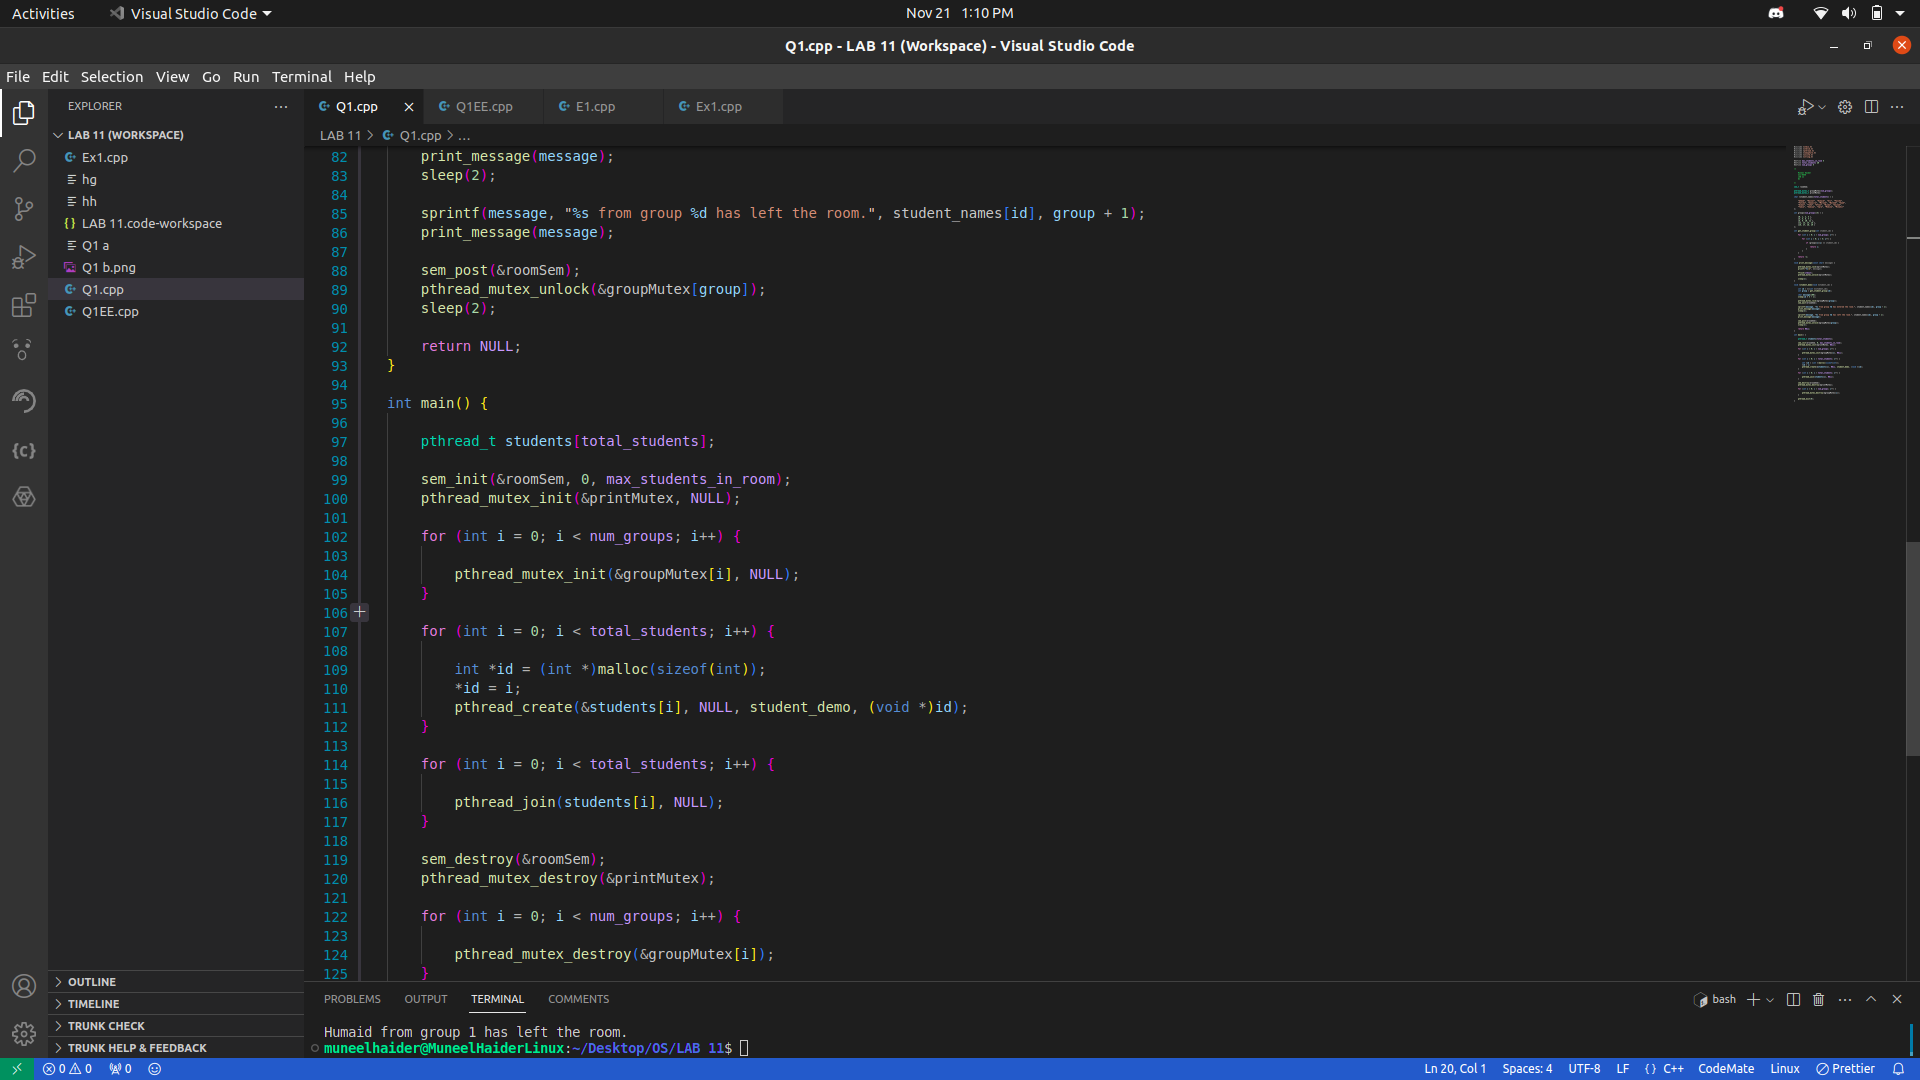 Activities
Visual Studio Code
Nov 21 1:10 PM
Q1.cpp - LAB 11 (Workspace) - Visual Studio Code
File Edit Selection View Go Run Terminal Help
EXPLORER
LAB 11 (WORKSPACE)
Ex1.cpp
hg
hh
LAB 11.code-workspace
Q1 a
Q1 b.png
Q1.cpp
Q1EE.cpp
OUTLINE
TIMELINE
TRUNK CHECK
TRUNK HELP & FEEDBACK
Q1.cpp
Q1EE.cpp
E1.cpp
Ex1.cpp
LAB 11 > Q1.cpp > ...
82 print_message(message);
83 sleep(2);
84
85 sprintf(message, "%s from group %d has left the room.", student_names[id], group + 1);
86 print_message(message);
87
88 sem_post(&roomSem);
89 pthread_mutex_unlock(&groupMutex[group]);
90 sleep(2);
91
92 return NULL;
93 }
94
95 int main() {
96
97 pthread_t students[total_students];
98
99 sem_init(&roomSem, 0, max_students_in_room);
100 pthread_mutex_init(&printMutex, NULL);
101
102 for (int i = 0; i < num_groups; i++) {
103
104 pthread_mutex_init(&groupMutex[i], NULL);
105 }
106
107 for (int i = 0; i < total_students; i++) {
108
109 int *id = (int *)malloc(sizeof(int));
110 *id = i;
111 pthread_create(&students[i], NULL, student_demo, (void *)id);
112 }
113
114 for (int i = 0; i < total_students; i++) {
115
116 pthread_join(students[i], NULL);
117 }
118
119 sem_destroy(&roomSem);
120 pthread_mutex_destroy(&printMutex);
121
122 for (int i = 0; i < num_groups; i++) {
123
124 pthread_mutex_destroy(&groupMutex[i]);
125 }
PROBLEMS OUTPUT TERMINAL COMMENTS
bash
Humaid from group 1 has left the room.
muneelhaider@MuneelHaiderLinux:~/Desktop/OS/LAB 11$
0 0 0
Ln 20, Col 1 Spaces: 4 UTF-8 LF {} C++ CodeMate Linux Prettier